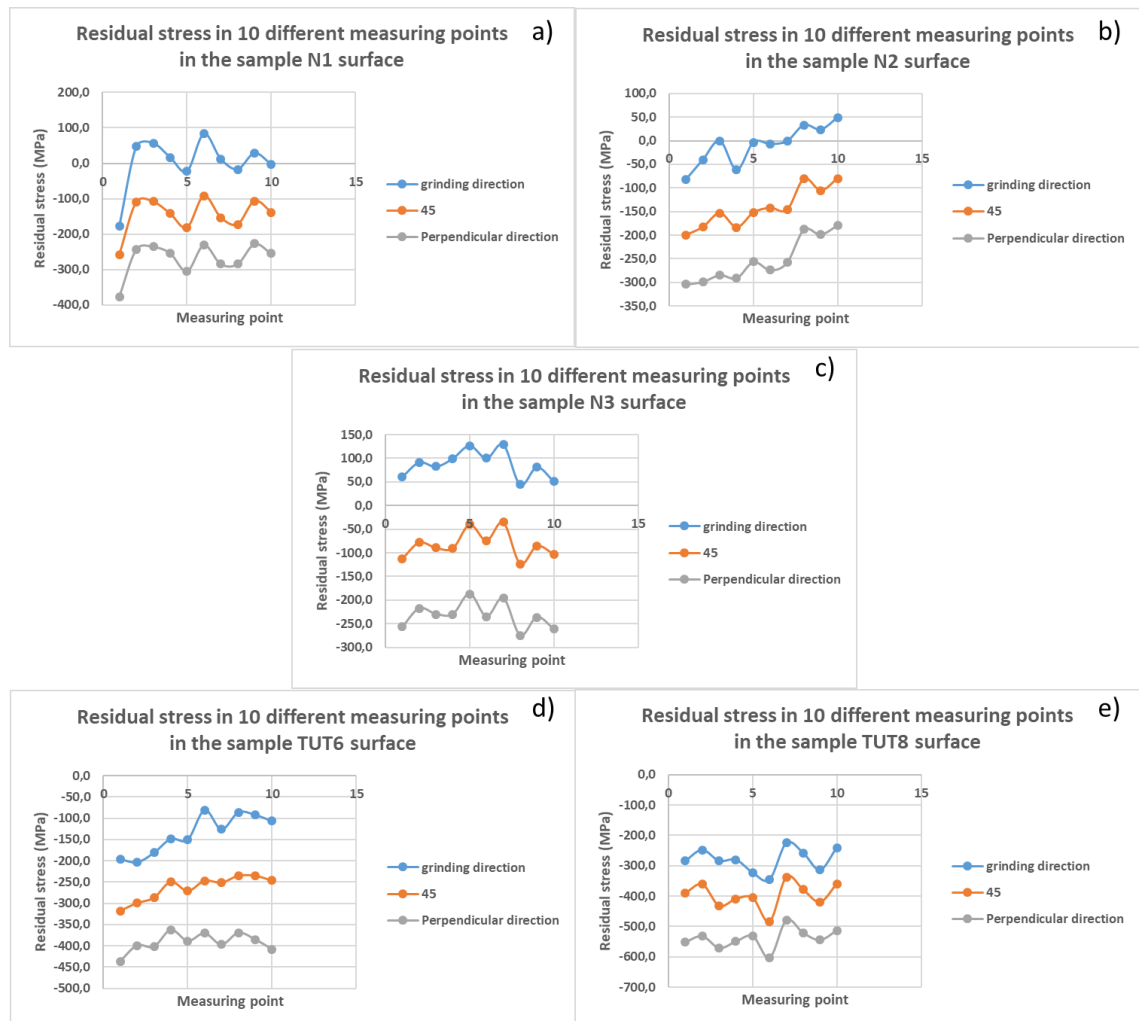 Residual stress in 10 different measuring points
in the sample N1 surface
a)
Residual stress (MPa)
200,0
100,0
0,0
-100,0
-200,0
-300,0
-400,0
0
5
10
15
Measuring point
grinding direction
45
Perpendicular direction
Residual stress in 10 different measuring points
in the sample N2 surface
b)
Residual stress (MPa)
100,0
50,0
0,0
-50,0
-100,0
-150,0
-200,0
-250,0
-300,0
-350,0
0
5
10
15
Measuring point
grinding direction
45
Perpendicular direction
Residual stress in 10 different measuring points
in the sample N3 surface
c)
Residual stress (MPa)
150,0
100,0
50,0
0,0
-50,0
-100,0
-150,0
-200,0
-250,0
-300,0
0
5
10
15
Measuring point
grinding direction
45
Perpendicular direction
Residual stress in 10 different measuring points
in the sample TUT6 surface
d)
Residual stress (MPa)
0,0
-50,0
-100,0
-150,0
-200,0
-250,0
-300,0
-350,0
-400,0
-450,0
-500,0
0
5
10
15
Measuring point
grinding direction
45
Perpendicular direction
Residual stress in 10 different measuring points
in the sample TUT8 surface
e)
Residual stress (MPa)
0,0
-100,0
-200,0
-300,0
-400,0
-500,0
-600,0
-700,0
0
5
10
15
Measuring point
grinding direction
45
Perpendicular direction